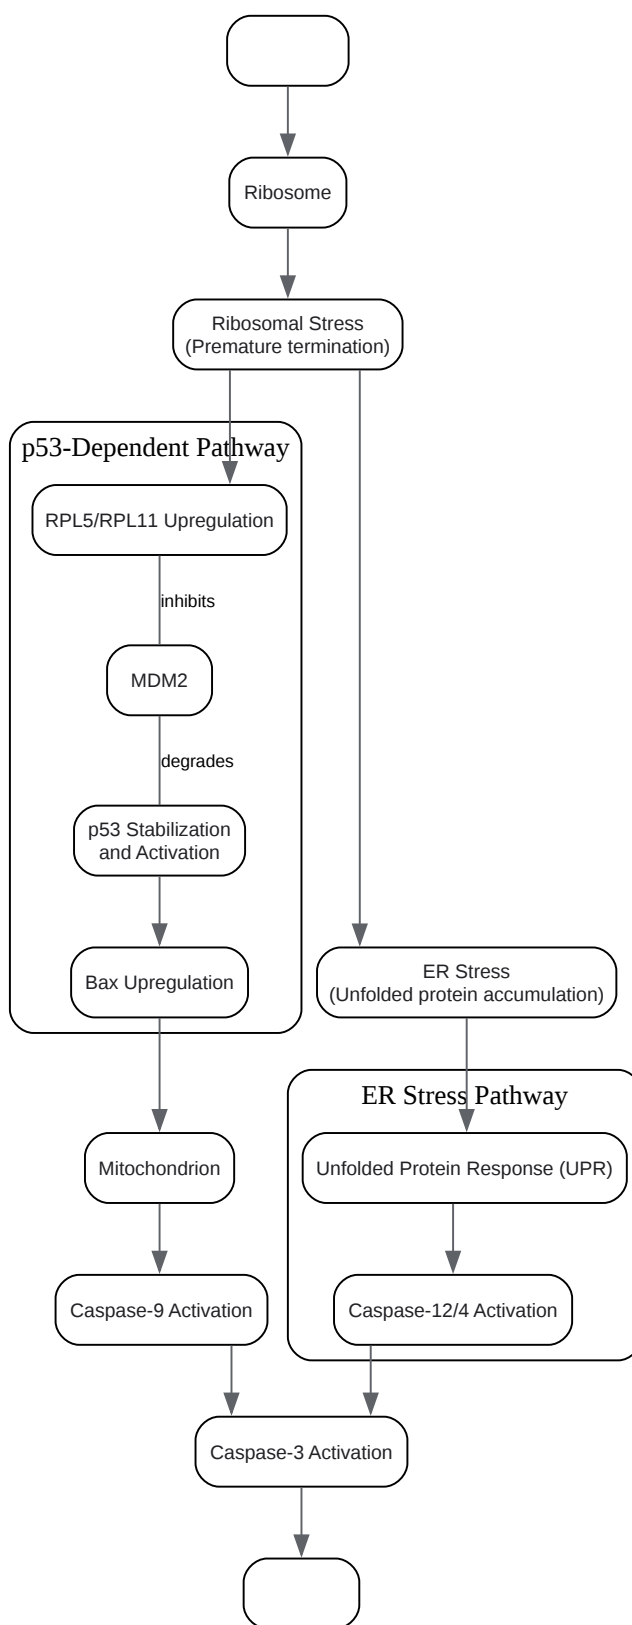 Ribosome
Ribosomal Stress
(Premature termination)
p53-Dependent Pathway
RPL5/RPL11 Upregulation
inhibits
MDM2
degrades
p53 Stabilization
and Activation
Bax Upregulation
ER Stress
(Unfolded protein accumulation)
ER Stress Pathway
Mitochondrion
Unfolded Protein Response (UPR)
Caspase-9 Activation
Caspase-12/4 Activation
Caspase-3 Activation